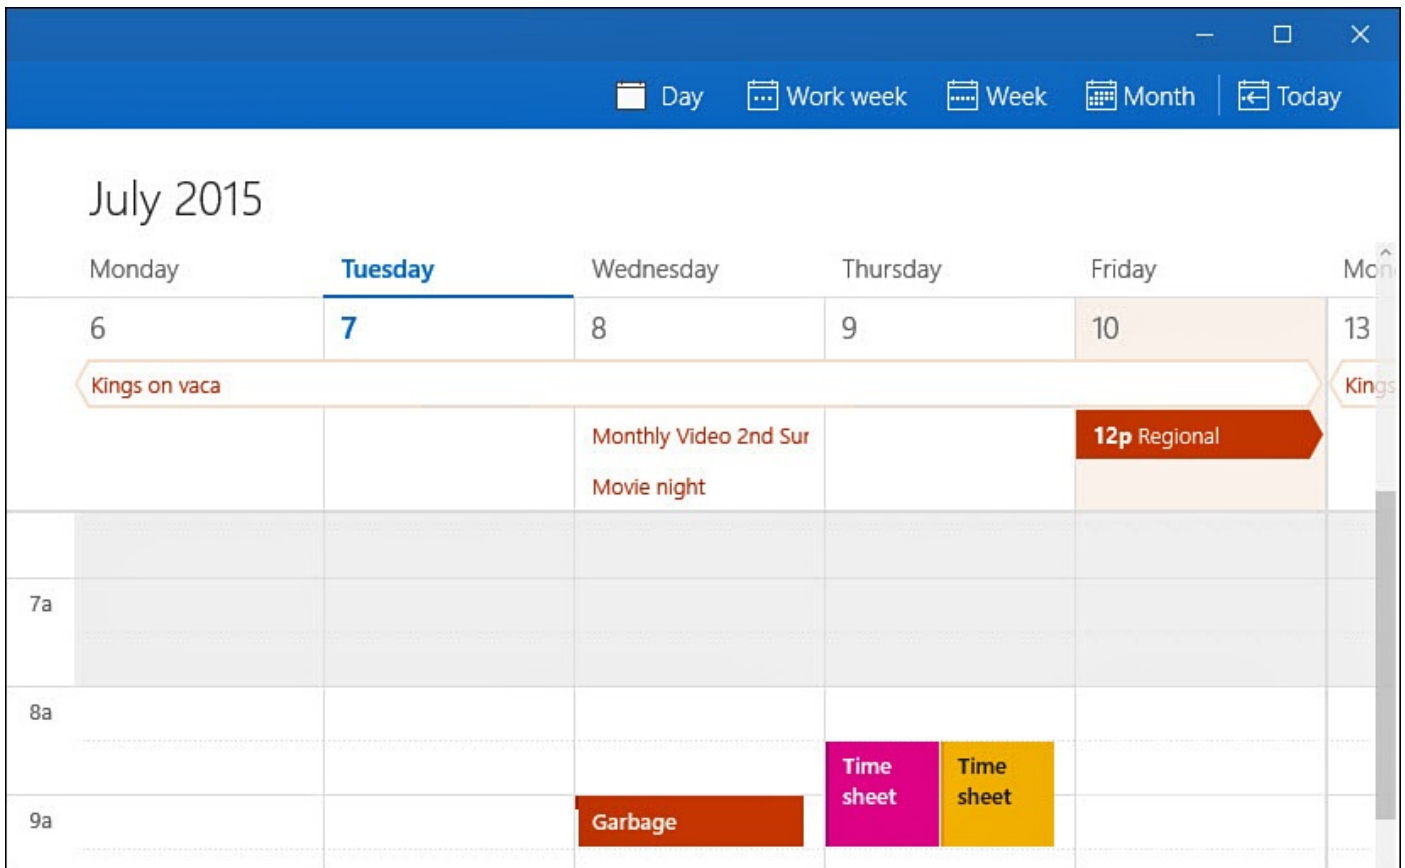 Day Work week Week Month Today
July 2015
Monday Tuesday Wednesday Thursday Friday Mon
6 7 8 9 10 13
Kings on vaca Kings
Monthly Video 2nd Sur 12p Regional
Movie night
7a
8a
Time Time
sheet sheet
9a Garbage